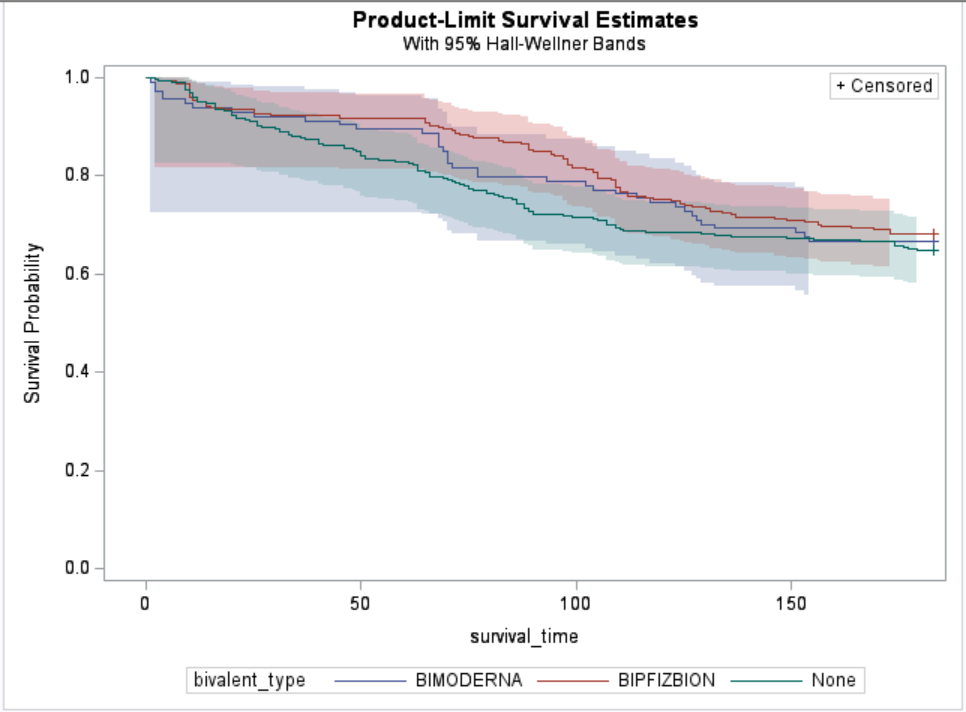 Product-Limit Survival Estimates
With 95% Hall-Wellner Bands
+ Censored
Survival Probability
1.0
0.8
0.6
0.4
0.2
0.0
0 50 100 150
survival_time
bivalent_type BIMODERNA BIPFIZBION None